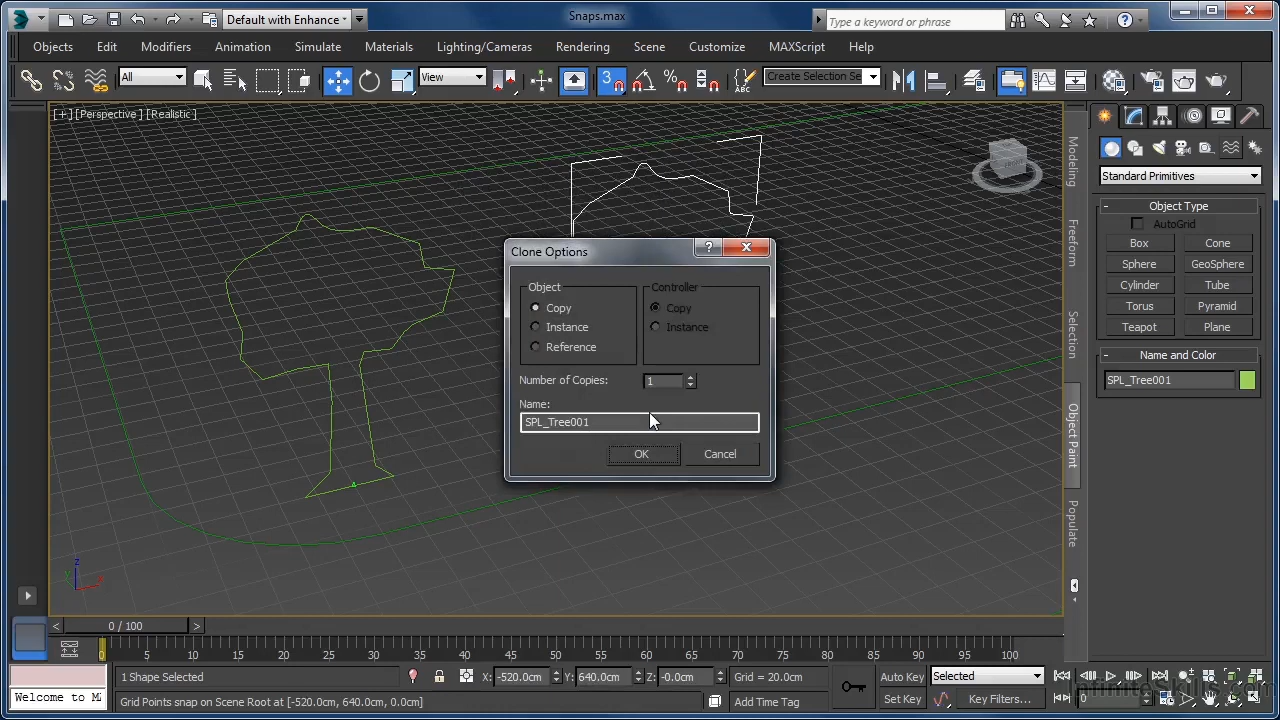 Snaps.max
Default with Enhance
Type a keyword or phrase
Objects Edit Modifiers Animation Simulate Materials Lighting/Cameras Rendering Scene Customize MAXScript Help
All View 3 % ABC Create Selection Se
[+] [Perspective] [Realistic]
Modeling
Freeform
Selection
Object Paint
Populate
Standard Primitives
- Object Type
AutoGrid
Box Cone
Sphere GeoSphere
Cylinder Tube
Torus Pyramid
Teapot Plane
- Name and Color
SPL_Tree001
Clone Options
Object Controller
Copy Copy
Instance Instance
Reference
Number of Copies: 1
Name:
SPL_Tree001
OK Cancel
z
y x
< 0 / 100 >
0 5 10 15 20 25 30 35 40 45 50 55 60 65 70 75 80 85 90 95 100
1 Shape Selected X: -520.0cm Y: 640.0cm Z: -0.0cm Grid = 20.0cm Auto Key Selected
Welcome to MA Grid Points snap on Scene Root at [-520.0cm, 640.0cm, 0.0cm] Add Time Tag Set Key Key Filters... 0